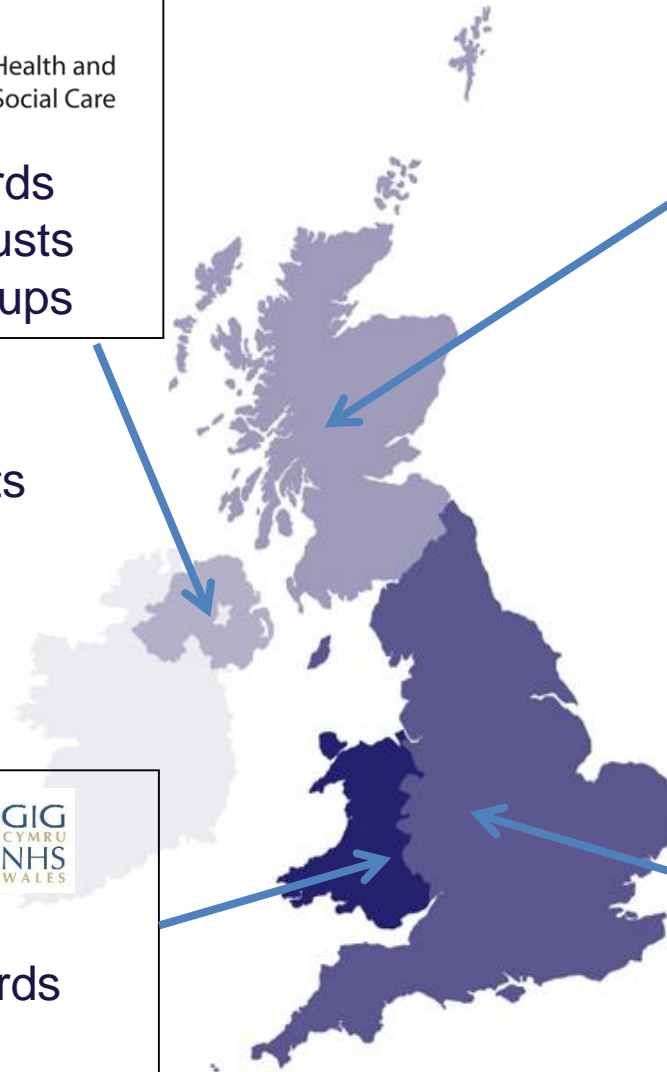 Health and
Social Care
rds
usts
ups
ts
GIG
CYMRU
NHS
WALES
rds